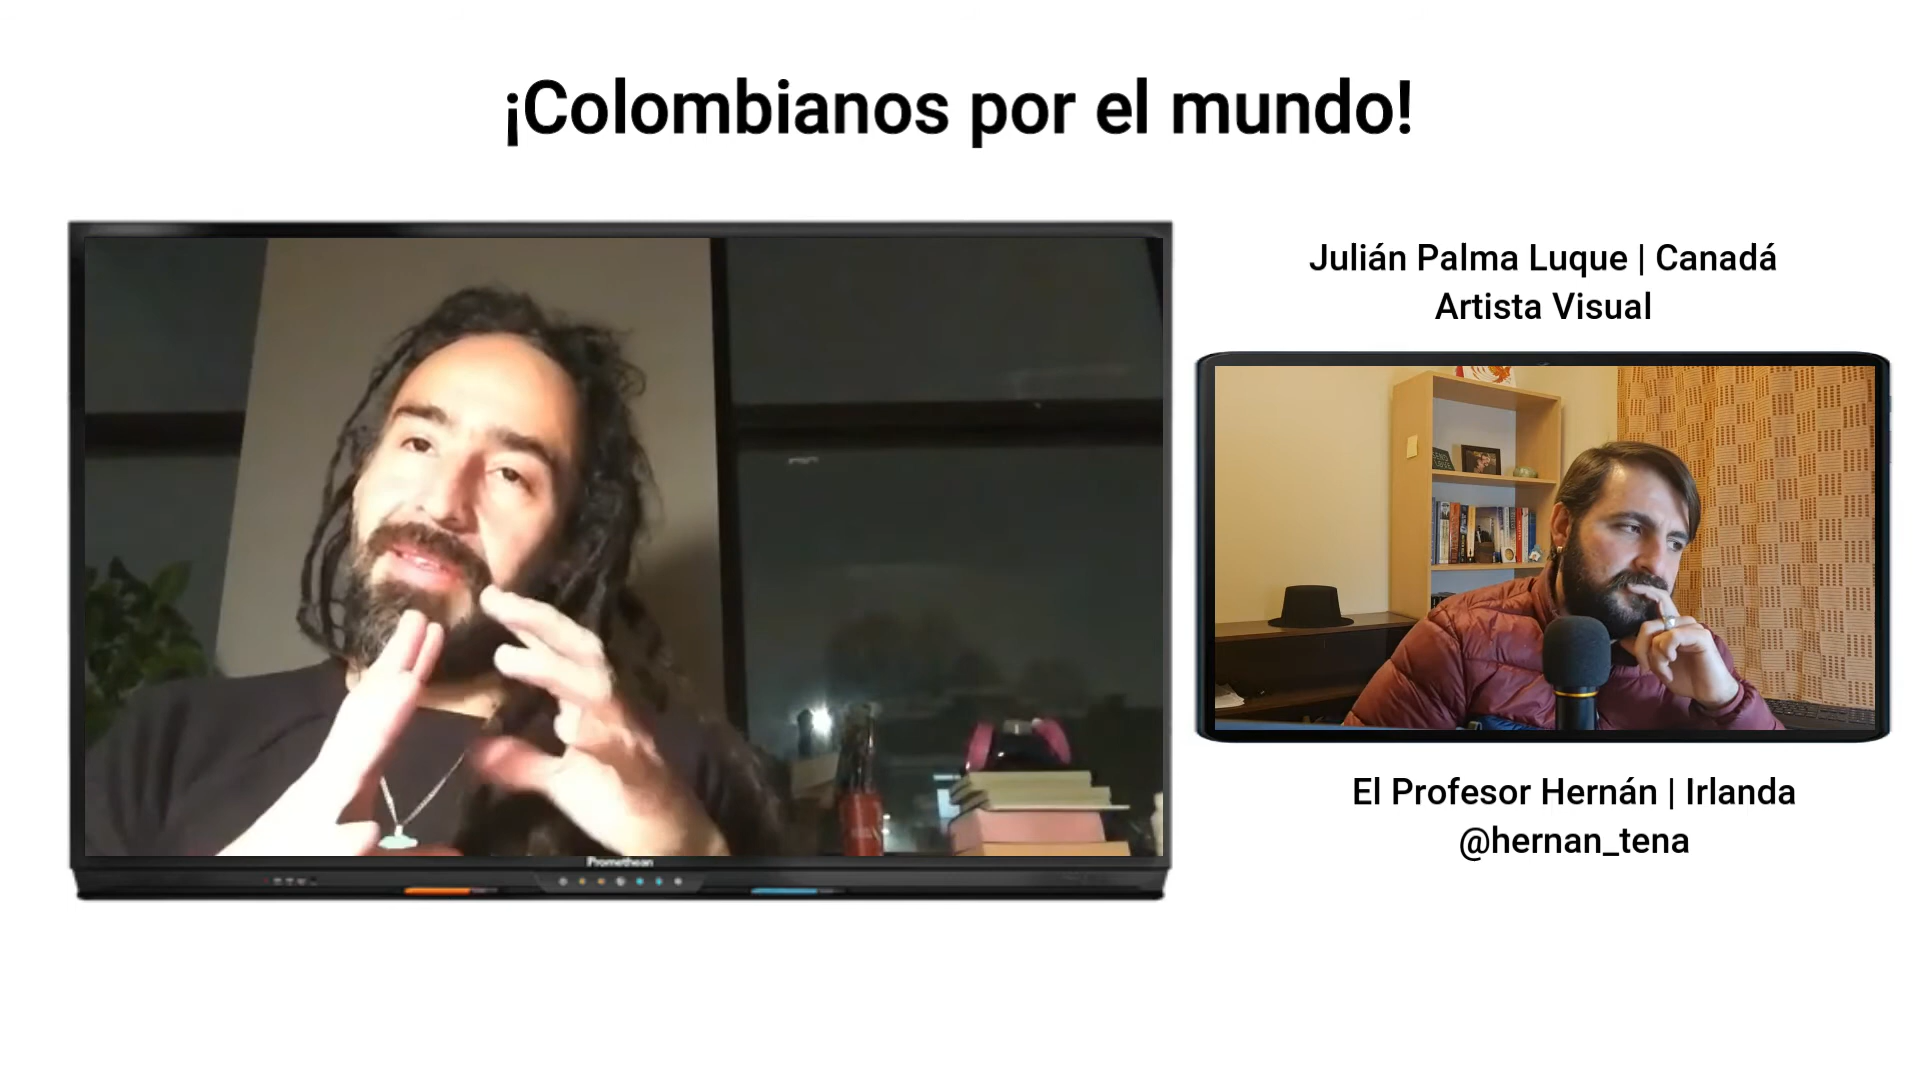 ¡Colombianos por el mundo!
Julián Palma Luque | Canadá
Artista Visual
Promethean
El Profesor Hernán | Irlanda
@hernan_tena